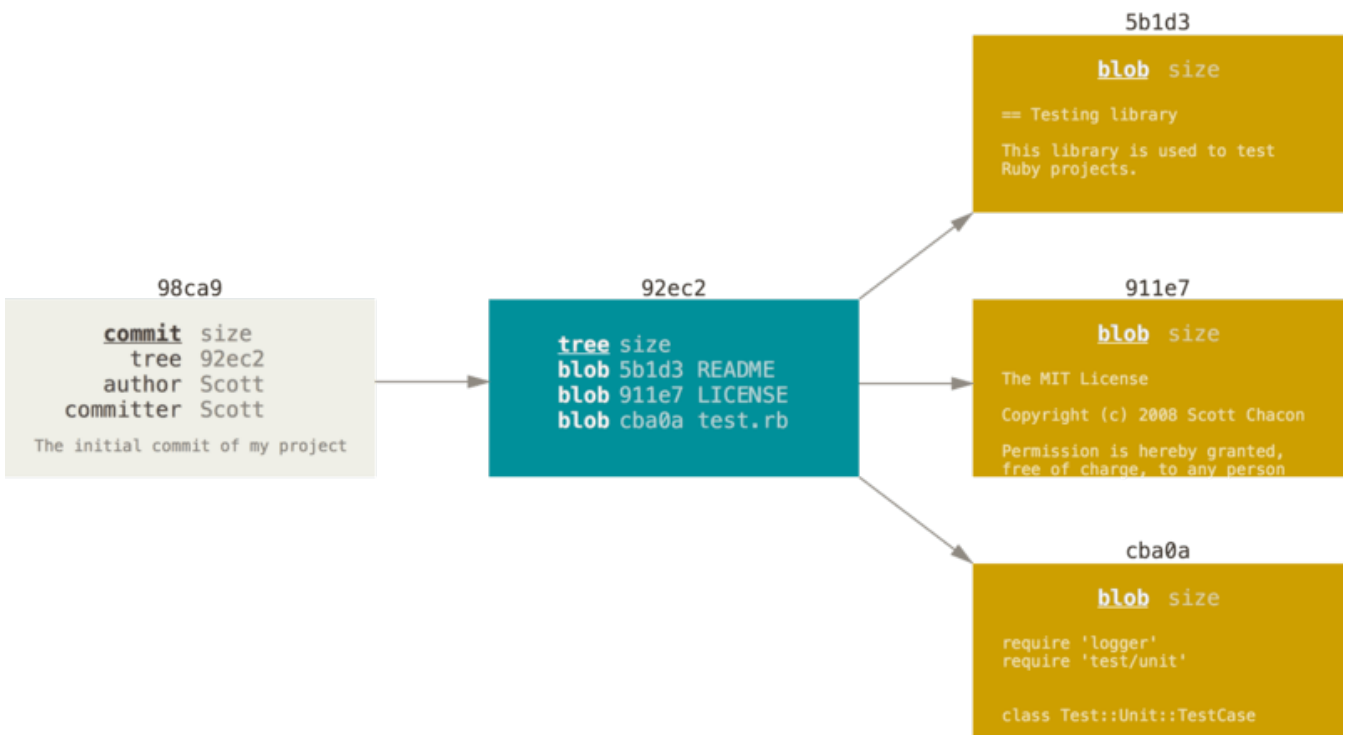 98ca9
commit size
tree 92ec2
author Scott
committer Scott
The initial commit of my project
92ec2
tree size
blob 5b1d3 README
blob 911e7 LICENSE
blob cba0a test.rb
5b1d3
blob size
== Testing library
This library is used to test
Ruby projects.
911e7
blob size
The MIT License
Copyright (c) 2008 Scott Chacon
Permission is hereby granted,
free of charge, to any person
cba0a
blob size
require 'logger'
require 'test/unit'
class Test::Unit::TestCase